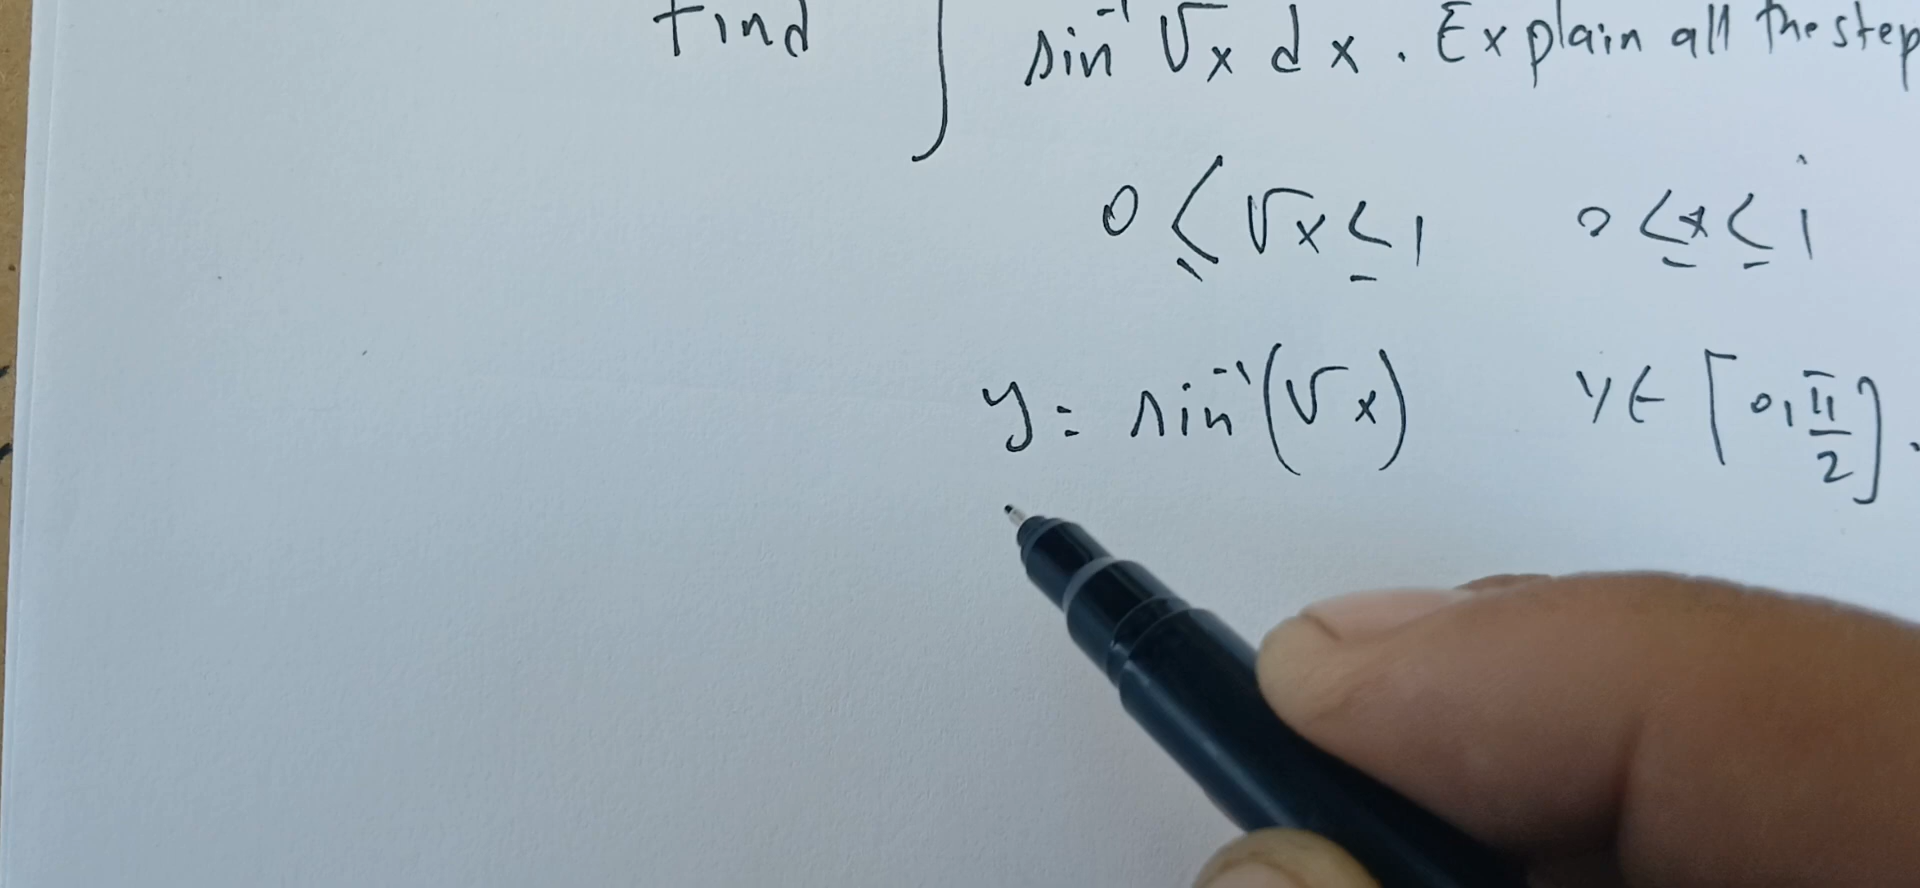 Find ∫ sin⁻¹ √x dx. Explain all the step
0 ≤ √x ≤ 1 0 ≤ x ≤ 1
y = sin⁻¹(√x) y ∈ [0, π/2].